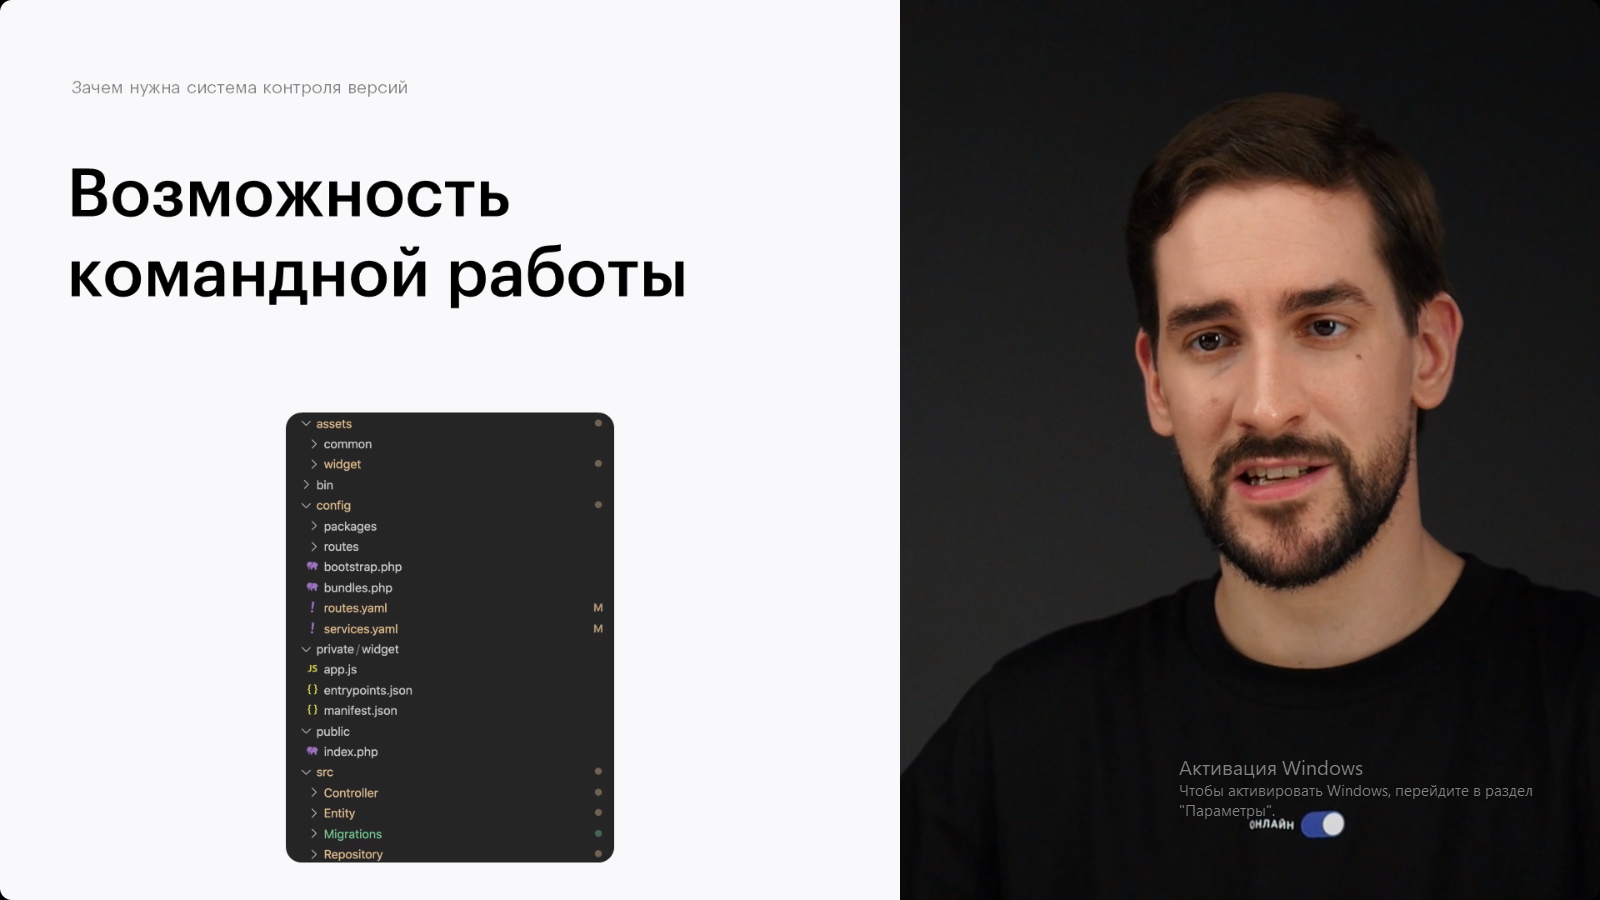 Зачем нужна система контроля версий
Возможность
командной работы
assets
common
widget
bin
config
packages
routes
bootstrap.php
bundles.php
routes.yaml M
services.yaml M
private / widget
JS app.js
{} entrypoints.json
{} manifest.json
public
index.php
src
Controller
Entity
Migrations
Repository
Активация Windows
Чтобы активировать Windows, перейдите в раздел
"Параметры".
ОНЛАЙН